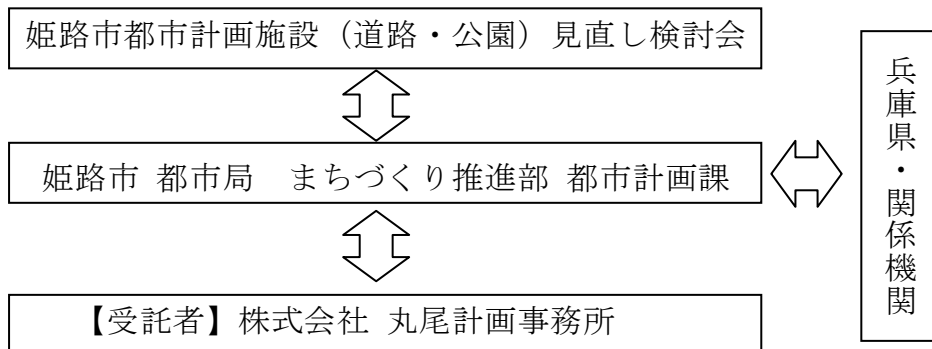 姫路市都市計画施設（道路・公園）見直し検討会
姫路市 都市局　まちづくり推進部 都市計画課
【受託者】株式会社 丸尾計画事務所
兵庫県・関係機関